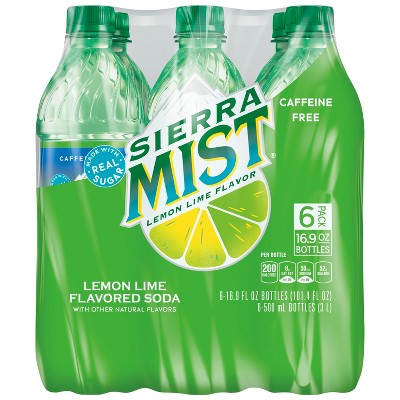 SIERRA
MIST®
LEMON LIME FLAVOR
MADE WITH
REAL
SUGAR
CAFFE
CAFFEINE
FREE
6 PACK
16.9 OZ
BOTTLES
PER BOTTLE
200
CALORIES
LEMON LIME
FLAVORED SODA
WITH OTHER NATURAL FLAVORS
6-16.9 FL OZ BOTTLES (101.4 FL OZ)
6-500 mL BOTTLES (3 L)